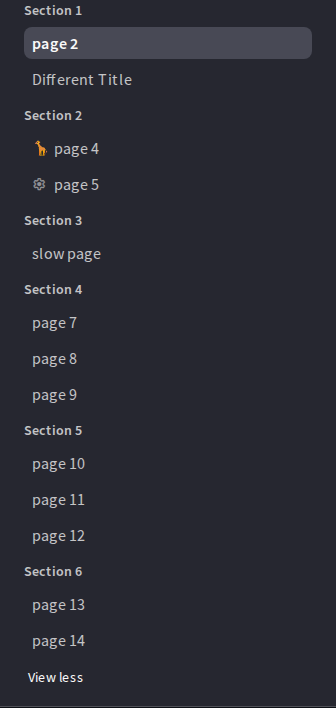 Section 1
page 2
Different Title
Section 2
page 4
page 5
Section 3
slow page
Section 4
page 7
page 8
page 9
Section 5
page 10
page 11
page 12
Section 6
page 13
page 14
View less